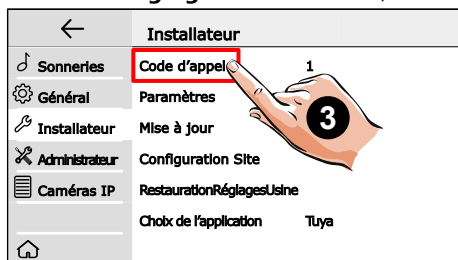 Installateur
Sonneries
Général
Installateur
Administrateur
Caméras IP
Code d'appel 1
Paramètres
3
Mise à jour
Configuration Site
RestaurationRéglagesUsine
Choix de l'application Tuya